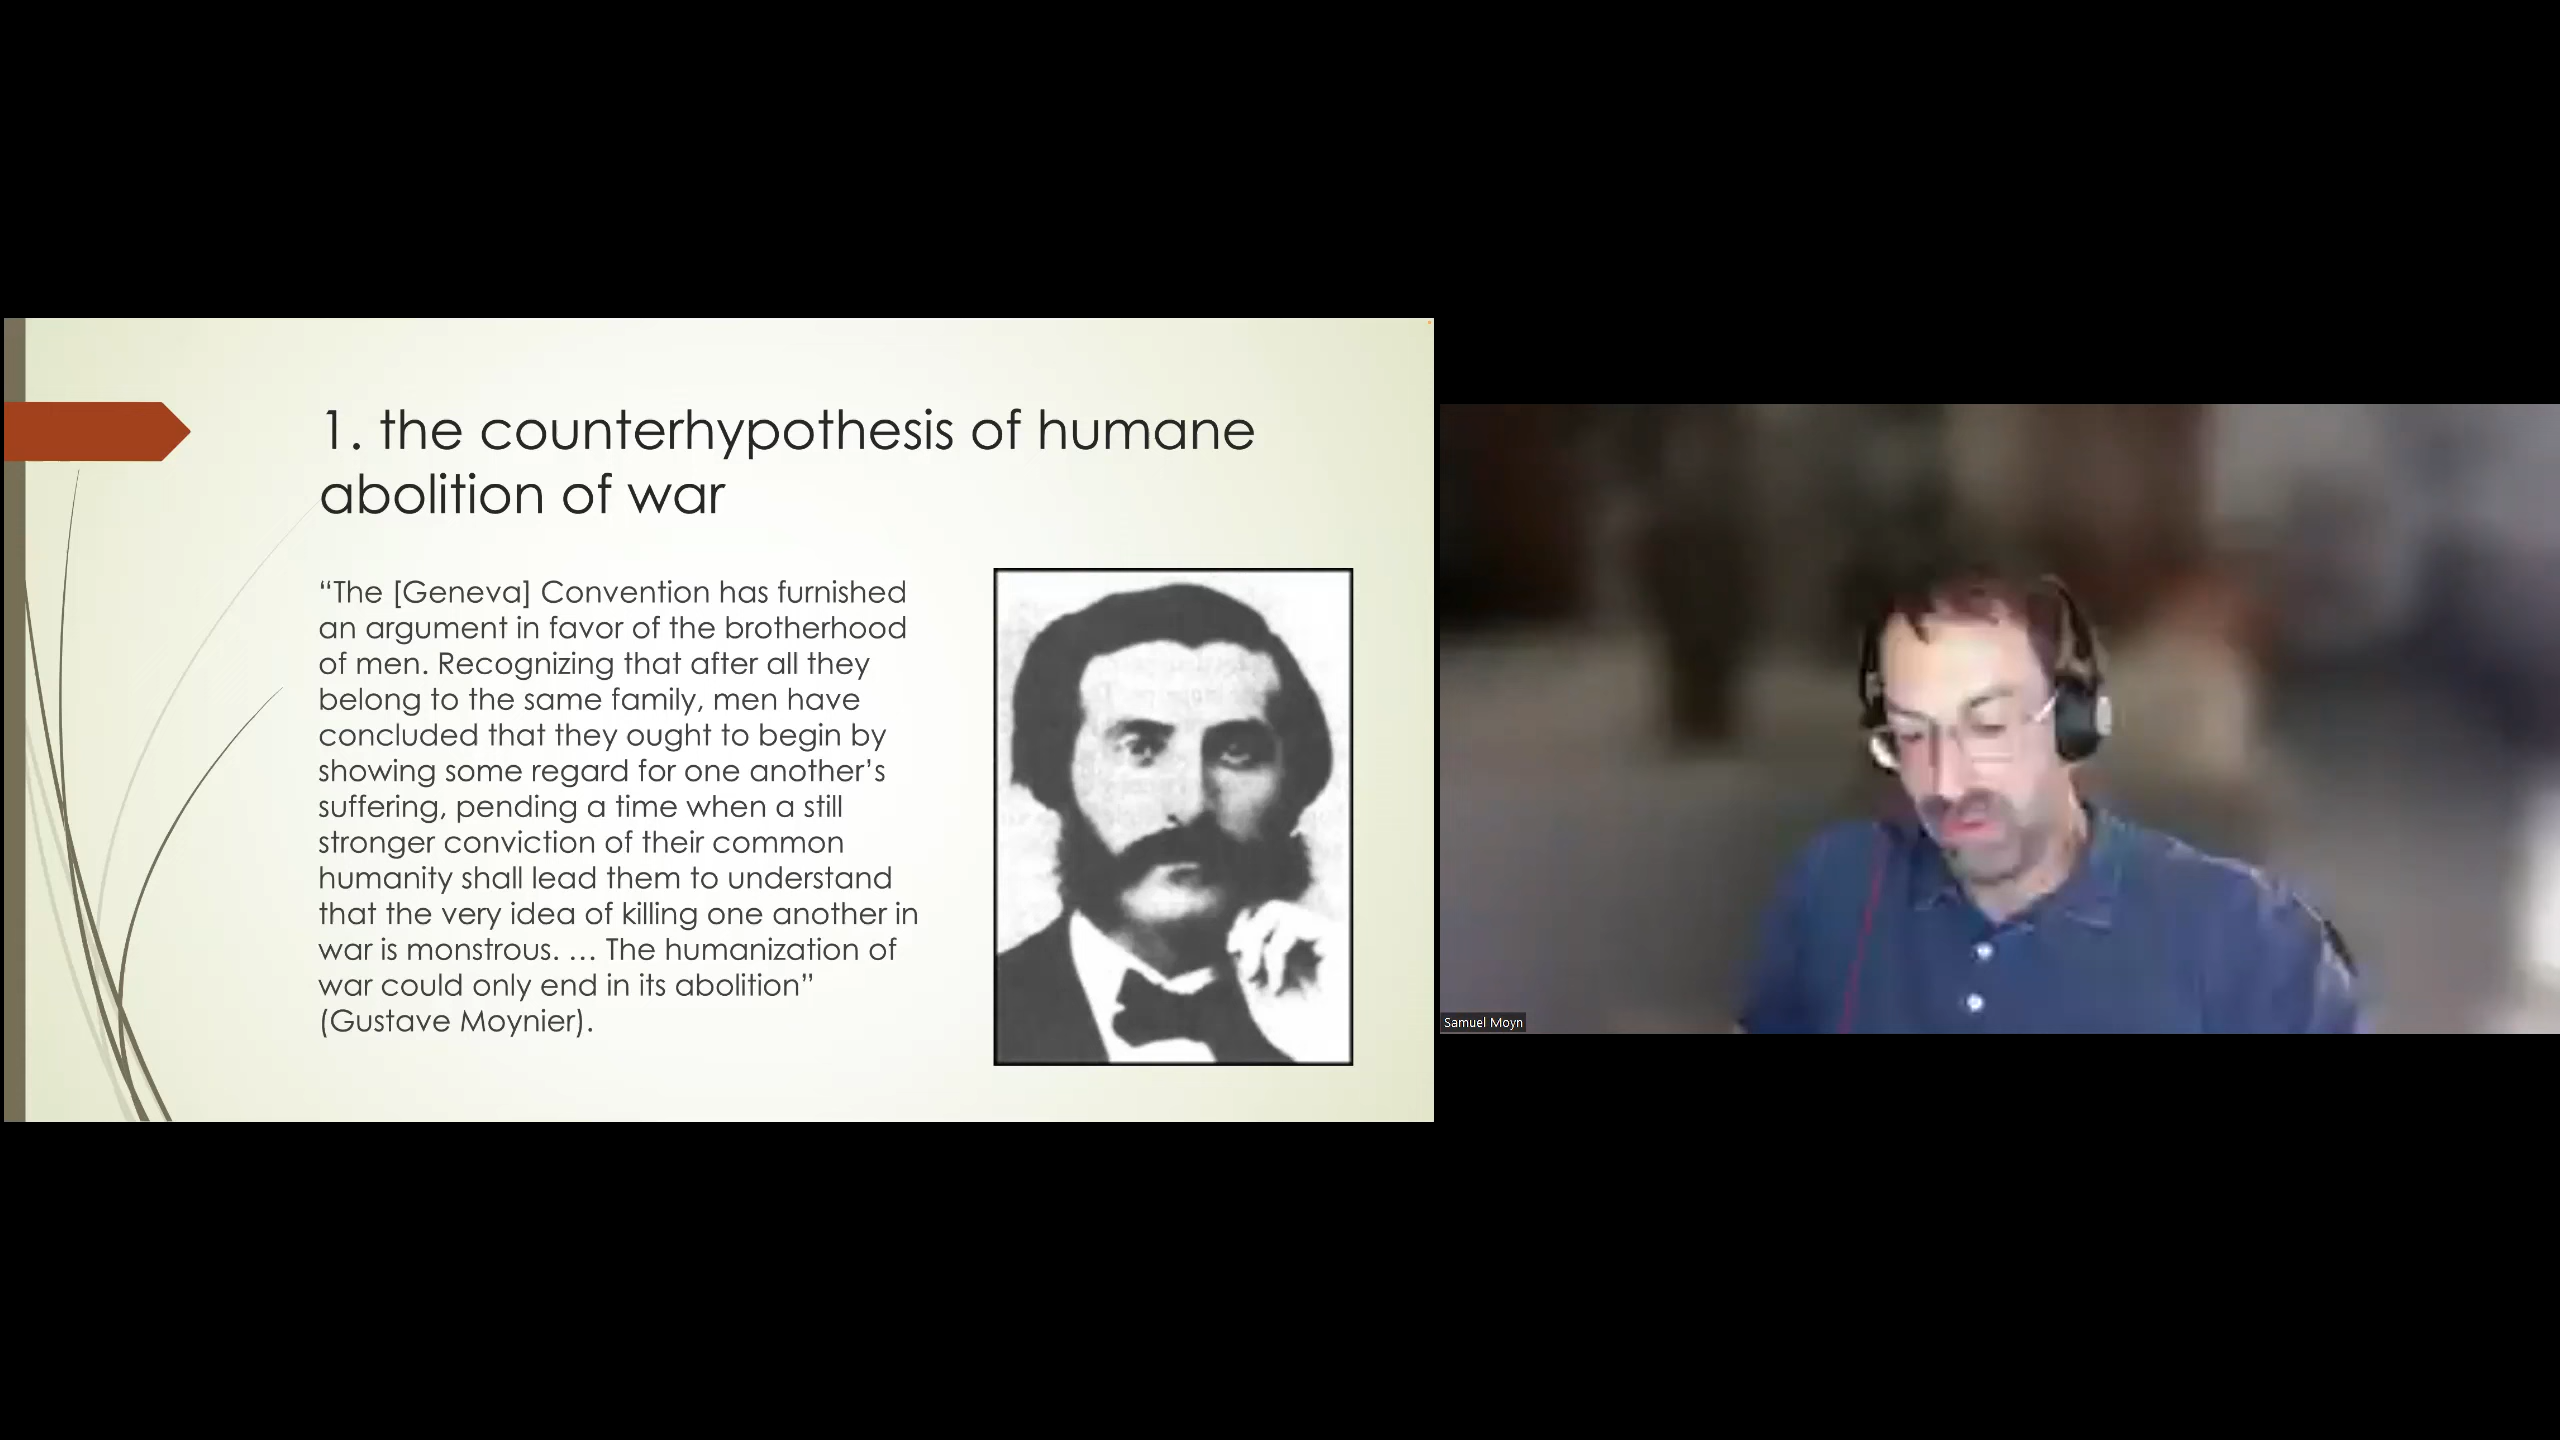 1. the counterhypothesis of humane
abolition of war
“The [Geneva] Convention has furnished
an argument in favor of the brotherhood
of men. Recognizing that after all they
belong to the same family, men have
concluded that they ought to begin by
showing some regard for one another’s
suffering, pending a time when a still
stronger conviction of their common
humanity shall lead them to understand
that the very idea of killing one another in
war is monstrous. … The humanization of
war could only end in its abolition”
(Gustave Moynier).
Samuel Moyn